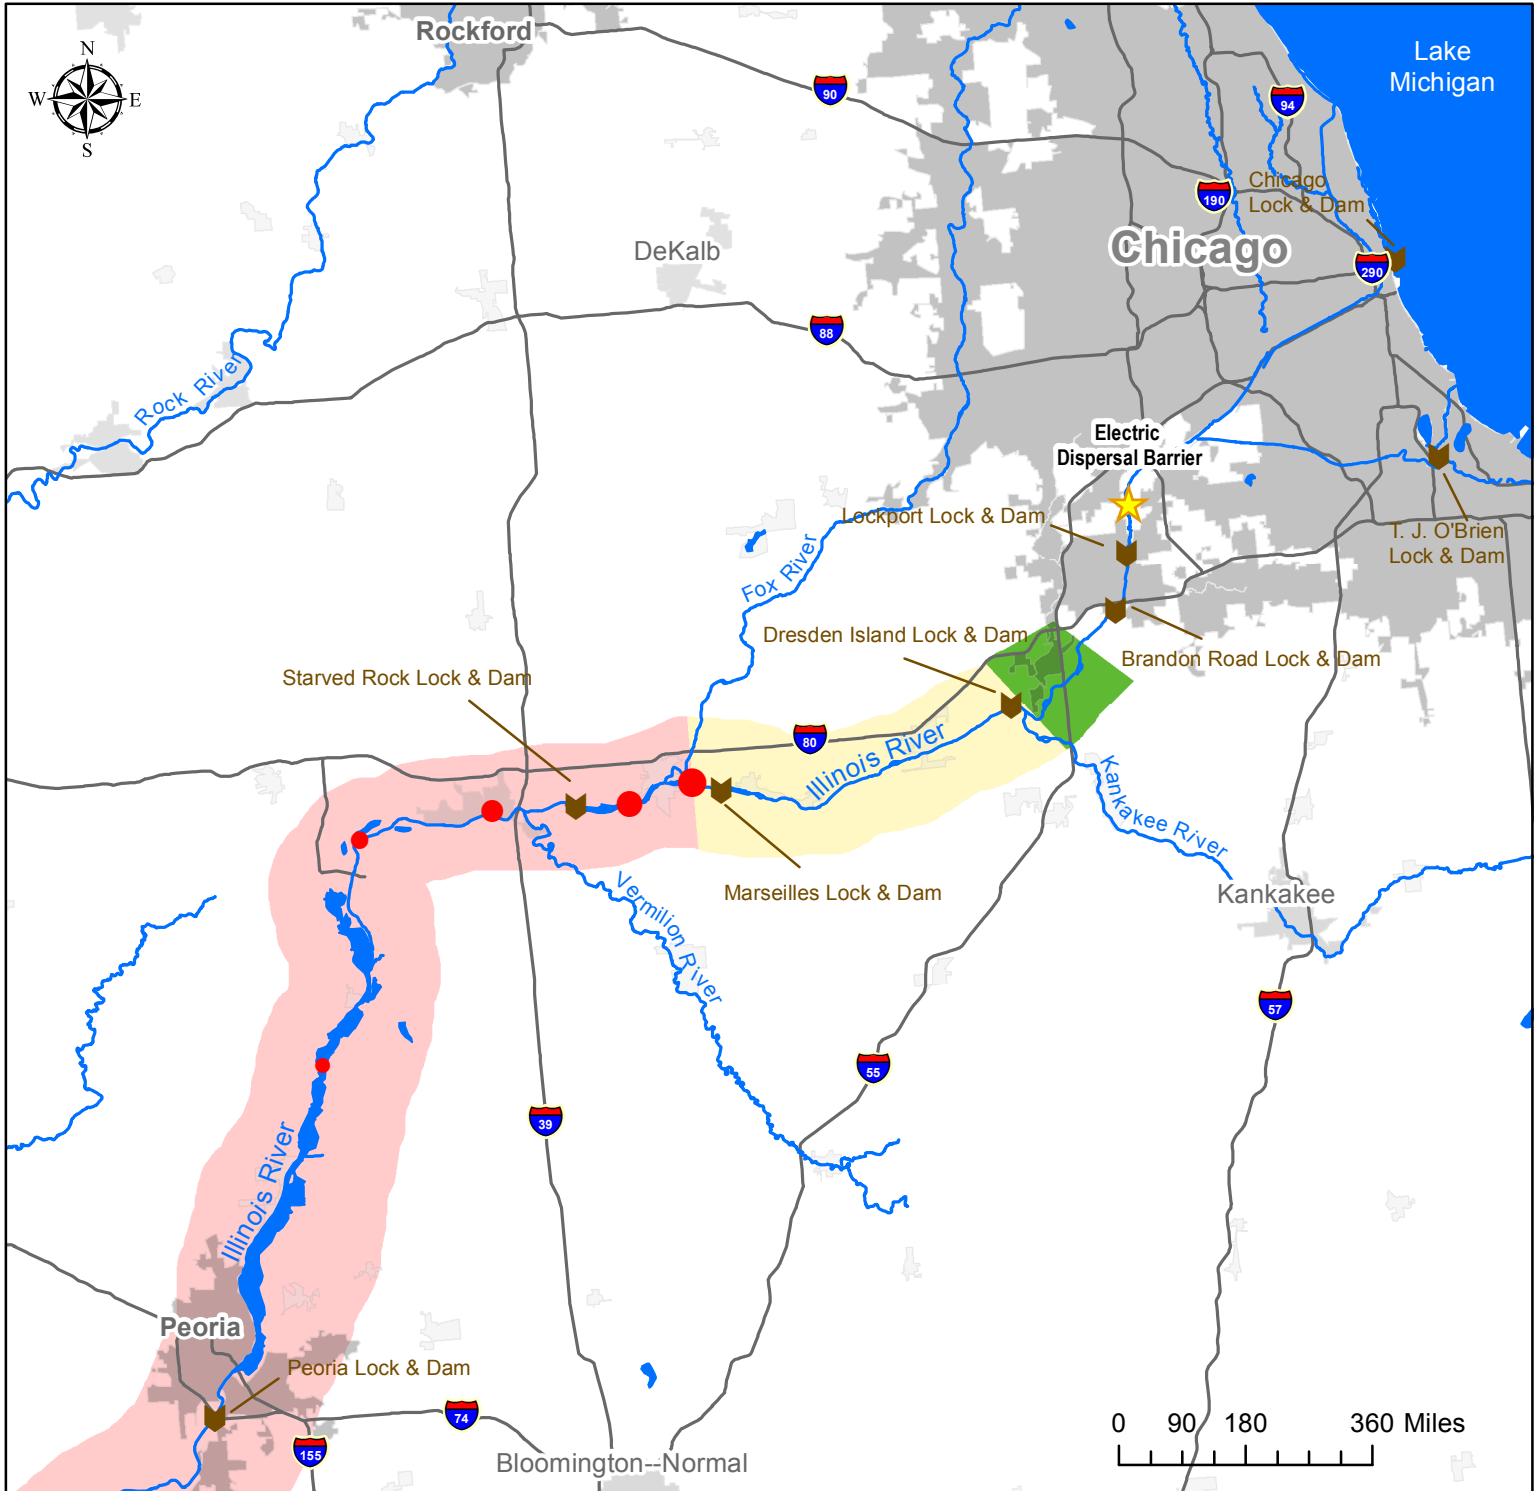 Rockford
N
W
E
S
90
Lake
Michigan
94
Chicago
Lock & Dam
190
Chicago
290
DeKalb
88
Rock River
Electric
Dispersal Barrier
Lockport Lock & Dam
T. J. O'Brien
Lock & Dam
Fox River
Dresden Island Lock & Dam
Brandon Road Lock & Dam
Starved Rock Lock & Dam
80
Illinois River
Kankakee River
Marseilles Lock & Dam
Vermilion River
Kankakee
57
55
39
Illinois River
Peoria
Peoria Lock & Dam
74
155
Bloomington--Normal
0 90 180 360 Miles